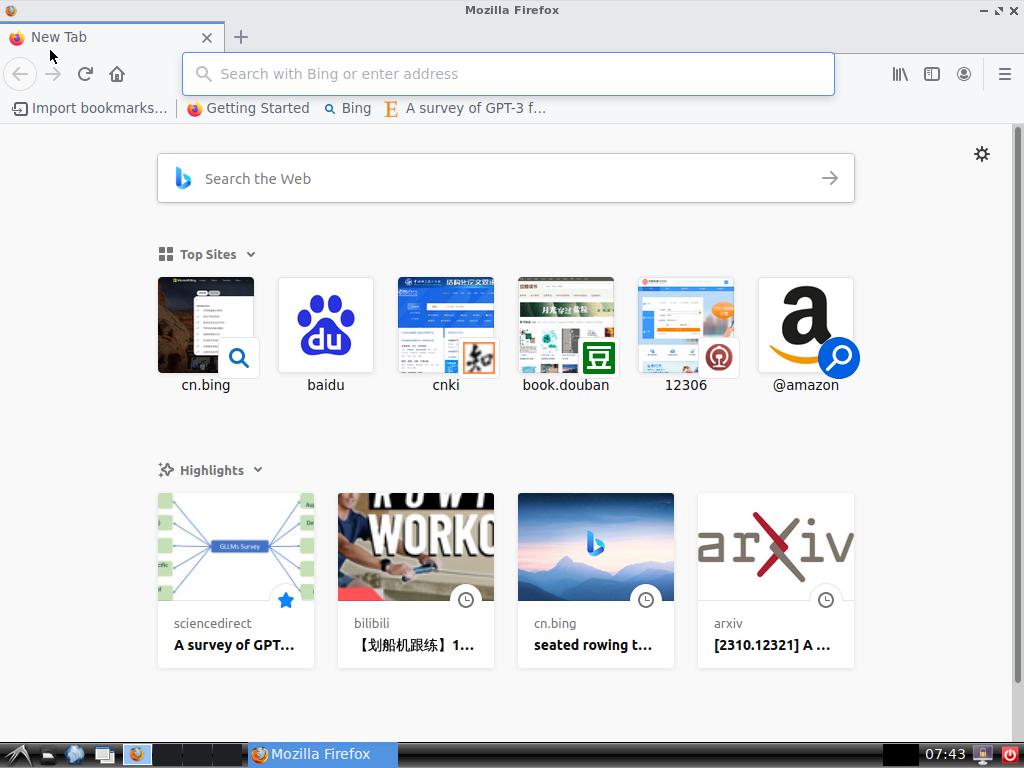 Mozilla Firefox
New Tab
Search with Bing or enter address
Import bookmarks...
Getting Started
Bing
A survey of GPT-3 f...
Search the Web
Top Sites
du
知
豆
cn.bing
baidu
cnki
book.douban
12306
@amazon
Highlights
GLLMs Survey
WORKO
arXiv
sciencedirect
A survey of GPT...
bilibili
【划船机跟练】1...
cn.bing
seated rowing t...
arxiv
[2310.12321] A ...
Mozilla Firefox
07:43